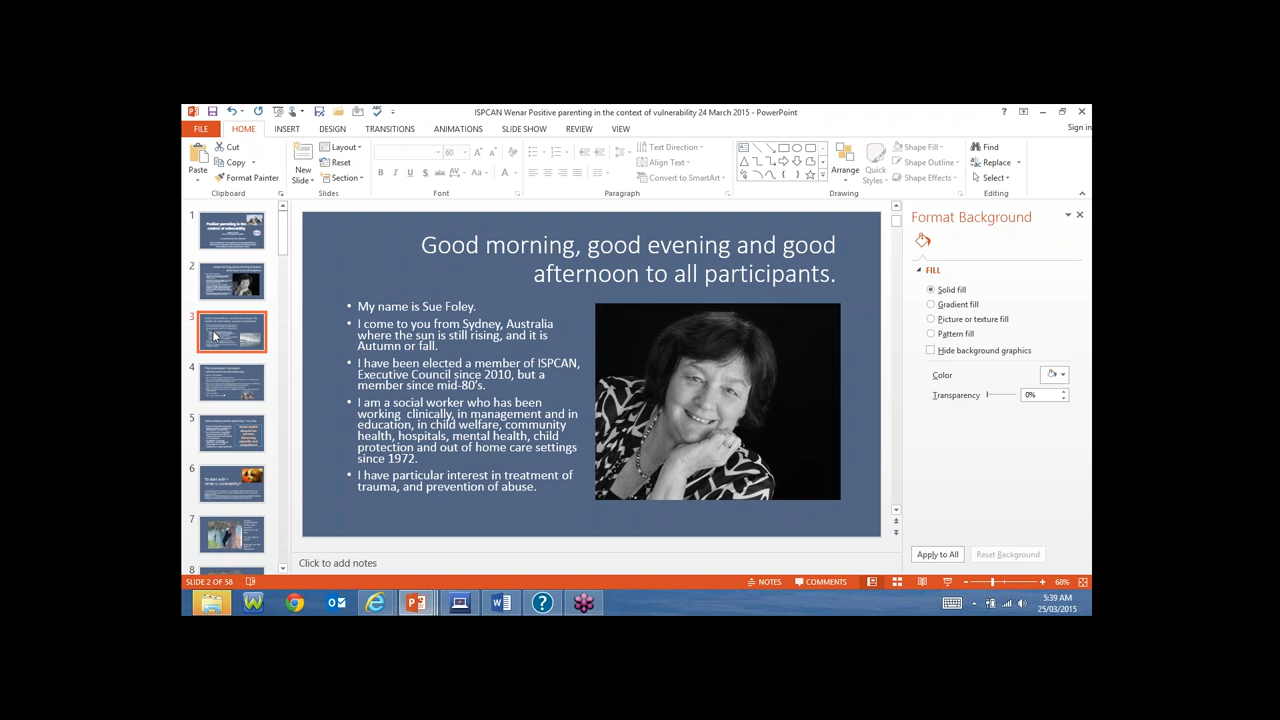 ISPCAN Wenar Positive parenting in the context of vulnerability 24 March 2015 - PowerPoint
Sign in
FILE HOME INSERT DESIGN TRANSITIONS ANIMATIONS SLIDE SHOW REVIEW VIEW
Paste
Cut
Copy
Format Painter
Clipboard
New Slide
Layout
Reset
Section
Slides
60
Font
Text Direction
Align Text
Convert to SmartArt
Paragraph
Arrange
Quick Styles
Shape Fill
Shape Outline
Shape Effects
Drawing
Find
Replace
Select
Editing
1
2
3
4
5
6
7
8
Good morning, good evening and good
afternoon to all participants.
• My name is Sue Foley.
• I come to you from Sydney, Australia
where the sun is still rising, and it is
Autumn or fall.
• I have been elected a member of ISPCAN,
Executive Council since 2010, but a
member since mid-80's.
• I am a social worker who has been
working clinically, in management and in
education, in child welfare, community
health, hospitals, mental health, child
protection and out of home care settings
since 1972.
• I have particular interest in treatment of
trauma, and prevention of abuse.
Click to add notes
Format Background
FILL
Solid fill
Gradient fill
Picture or texture fill
Pattern fill
Hide background graphics
Color
Transparency 0%
Apply to All Reset Background
SLIDE 2 OF 58
NOTES COMMENTS 68%
5:39 AM
25/03/2015